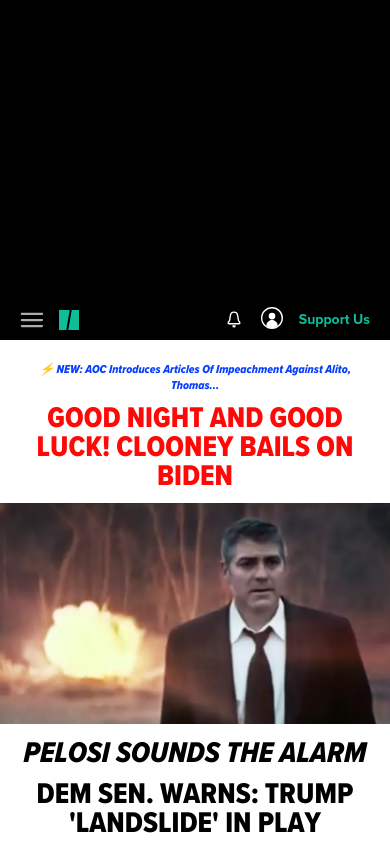 Support Us
⚡ NEW: AOC Introduces Articles Of Impeachment Against Alito,
Thomas...
GOOD NIGHT AND GOOD
LUCK! CLOONEY BAILS ON
BIDEN
PELOSI SOUNDS THE ALARM
DEM SEN. WARNS: TRUMP
'LANDSLIDE' IN PLAY